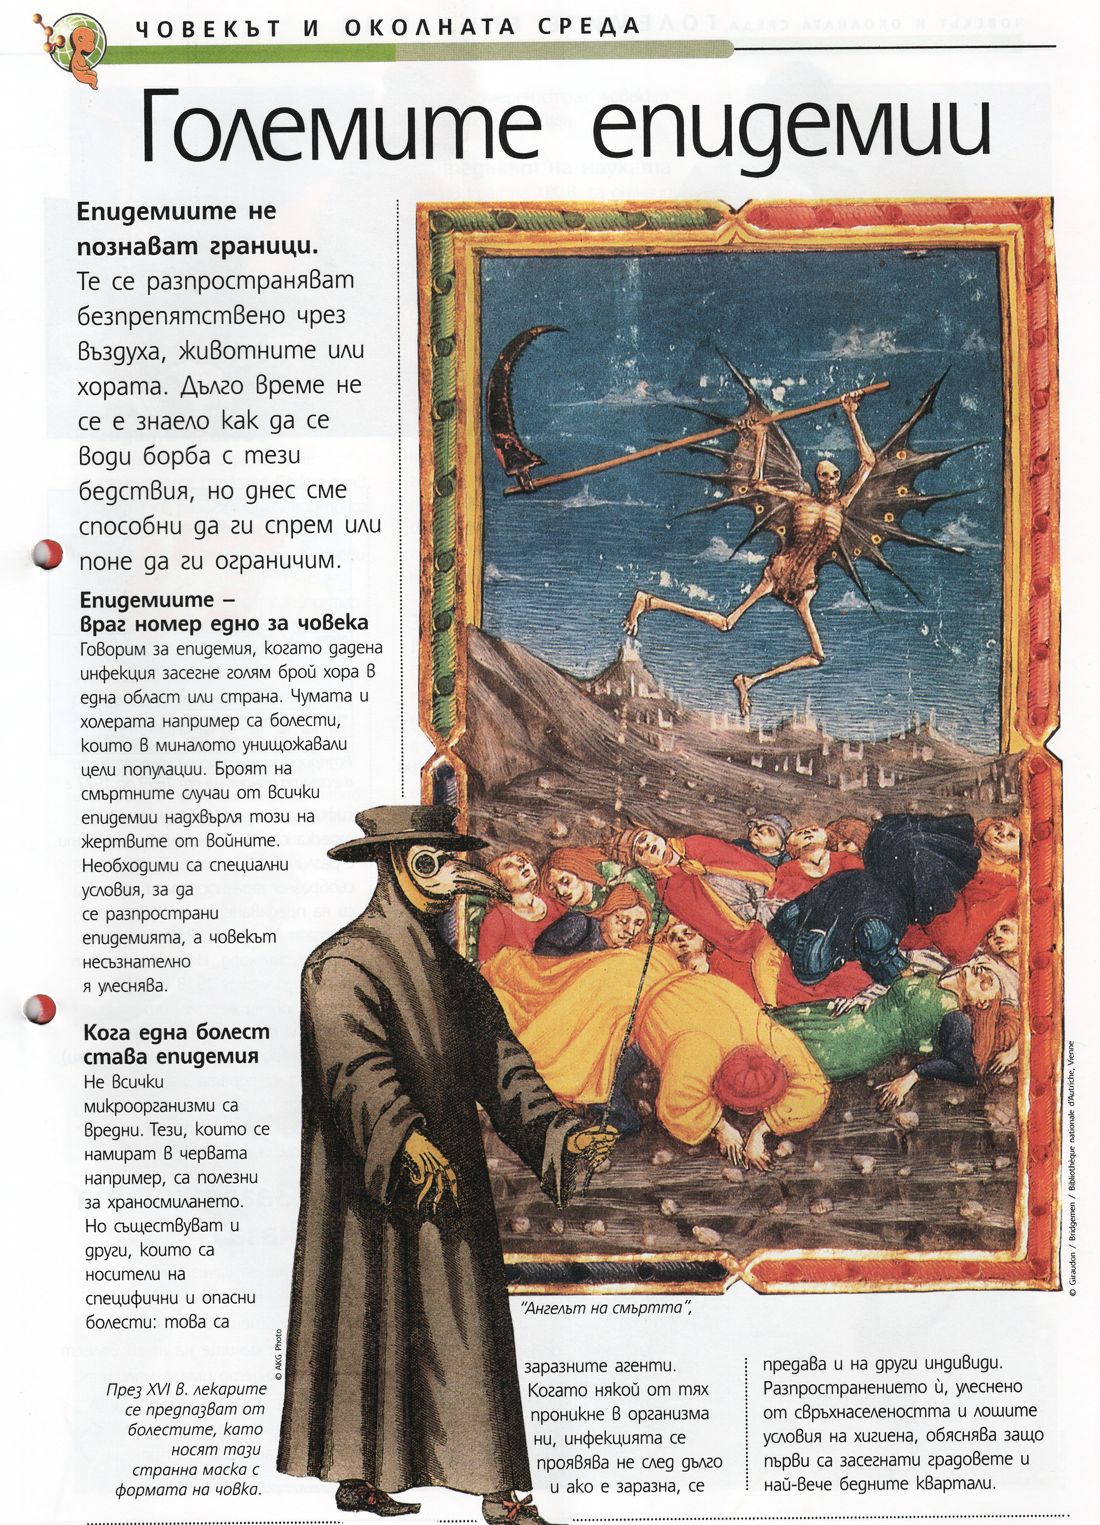 ЧОВЕКЪТ И ОКОЛНАТА СРЕДА
Големите епидемии
Епидемиите не
познават граници.
Те се разпространяват
безпрепятствено чрез
въздуха, животните или
хората. Дълго време не
се е знаело как да се
води борба с тези
бедствия, но днес сме
способни да ги спрем или
поне да ги ограничим.
Епидемиите –
враг номер едно за човека
Говорим за епидемия, когато дадена
инфекция засегне голям брой хора в
една област или страна. Чумата и
холерата например са болести,
които в миналото унищожавали
цели популации. Броят на
смъртните случаи от всички
епидемии надхвърля този на
жертвите от войните.
Необходими са специални
условия, за да
се разпространи
епидемията, а човекът
несъзнателно
я улеснява.
Кога една болест
става епидемия
Не всички
микроорганизми са
вредни. Тези, които се
намират в червата
например, са полезни
за храносмилането.
Но съществуват и
други, които са
носители на
специфични и опасни
болести: това са
заразните агенти.
Когато някой от тях
проникне в организма
ни, инфекцията се
проявява не след дълго
и ако е заразна, се
предава и на други индивиди.
Разпространението ѝ, улеснено
от свръхнаселеността и лошите
условия на хигиена, обяснява защо
първи са засегнати градовете и
най-вече бедните квартали.
През XVI в. лекарите
се предпазват от
болестите, като
носят тази
странна маска с
формата на човка.
© AKG Photo
"Ангелът на смъртта",
© Giraudon / Bridgemen / Bibliothèque nationale d'Autriche, Vienne